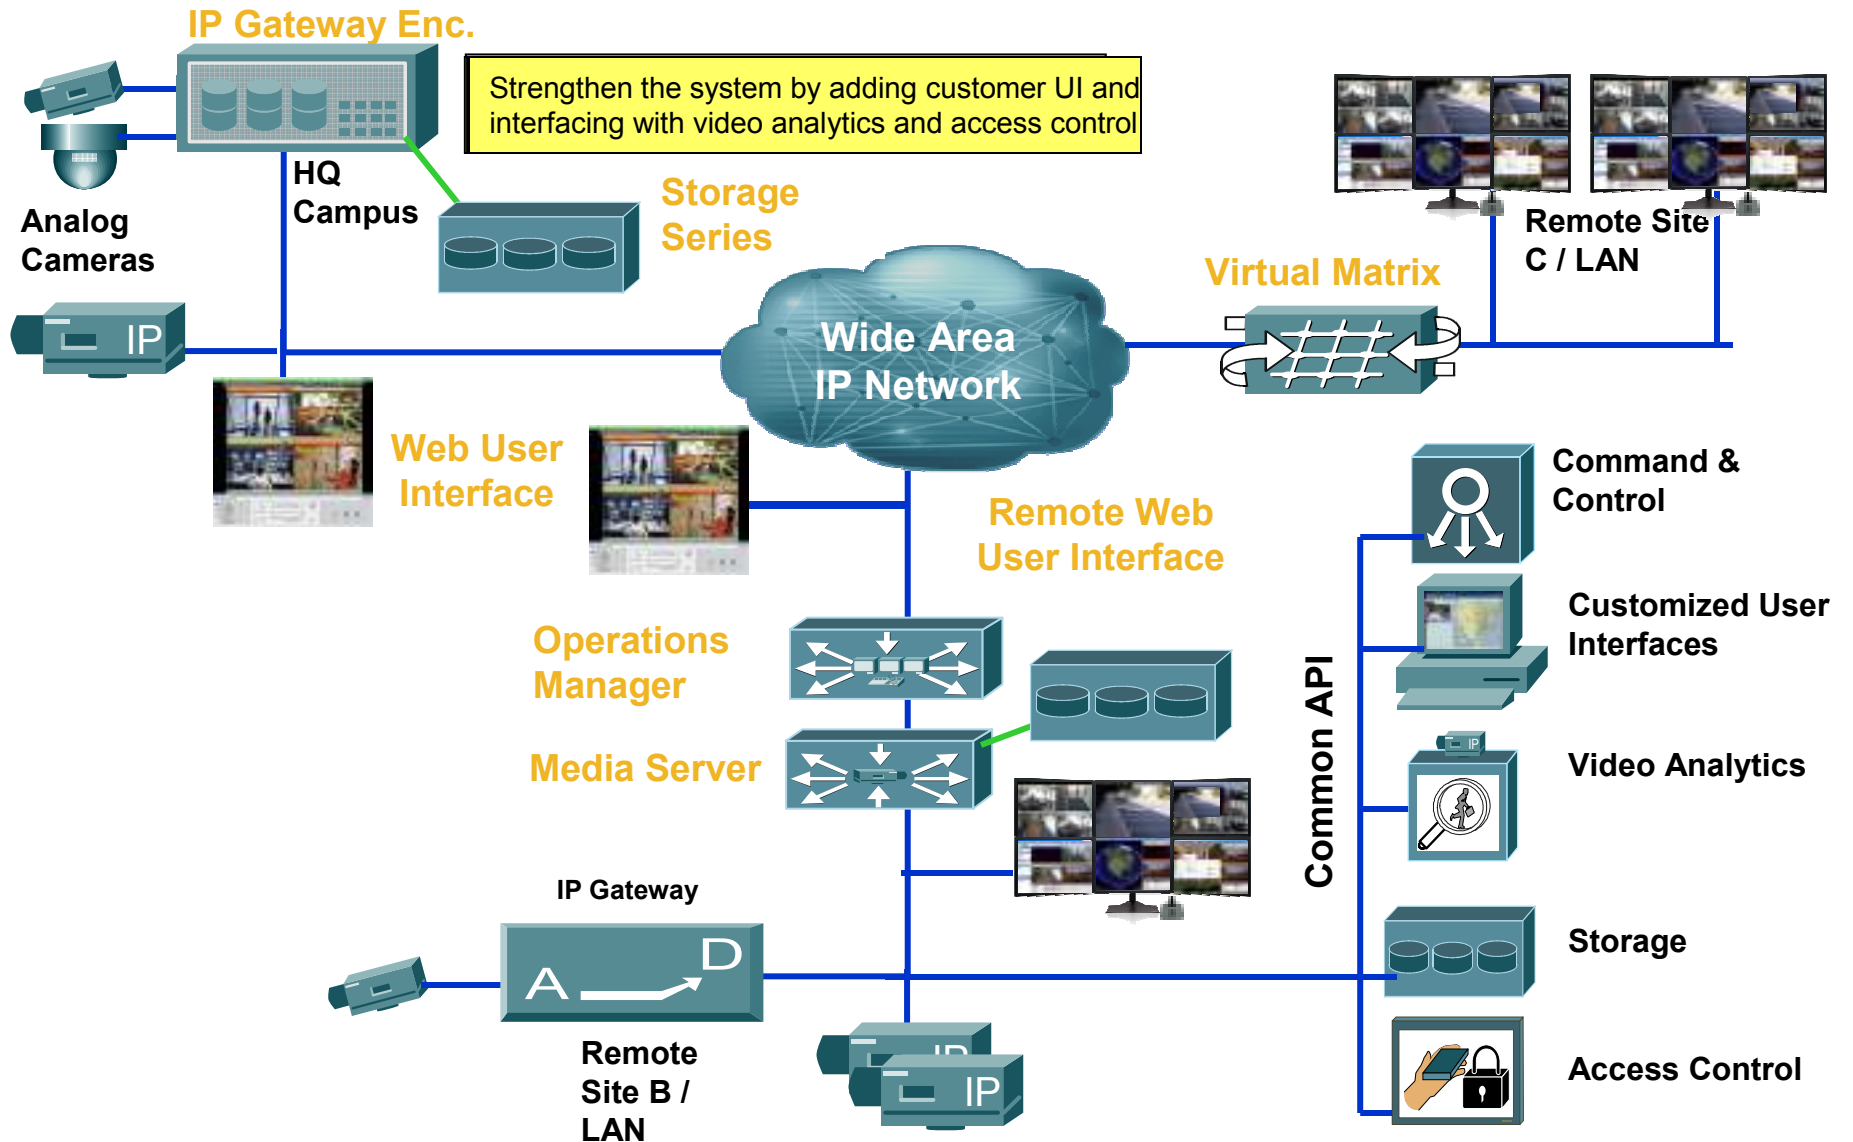 IP Gateway Enc.
Strengthen the system by adding customer UI and
interfacing with video analytics and access control
HQ
Campus
Storage
Series
Analog
Cameras
IP
Remote Site
C / LAN
Virtual Matrix
Wide Area
IP Network
Web User
Interface
Remote Web
User Interface
Command &
Control
Operations
Manager
Customized User
Interfaces
Common API
Media Server
Video Analytics
IP
IP Gateway
A
D
Storage
Remote
Site B /
LAN
IP
IP
Access Control